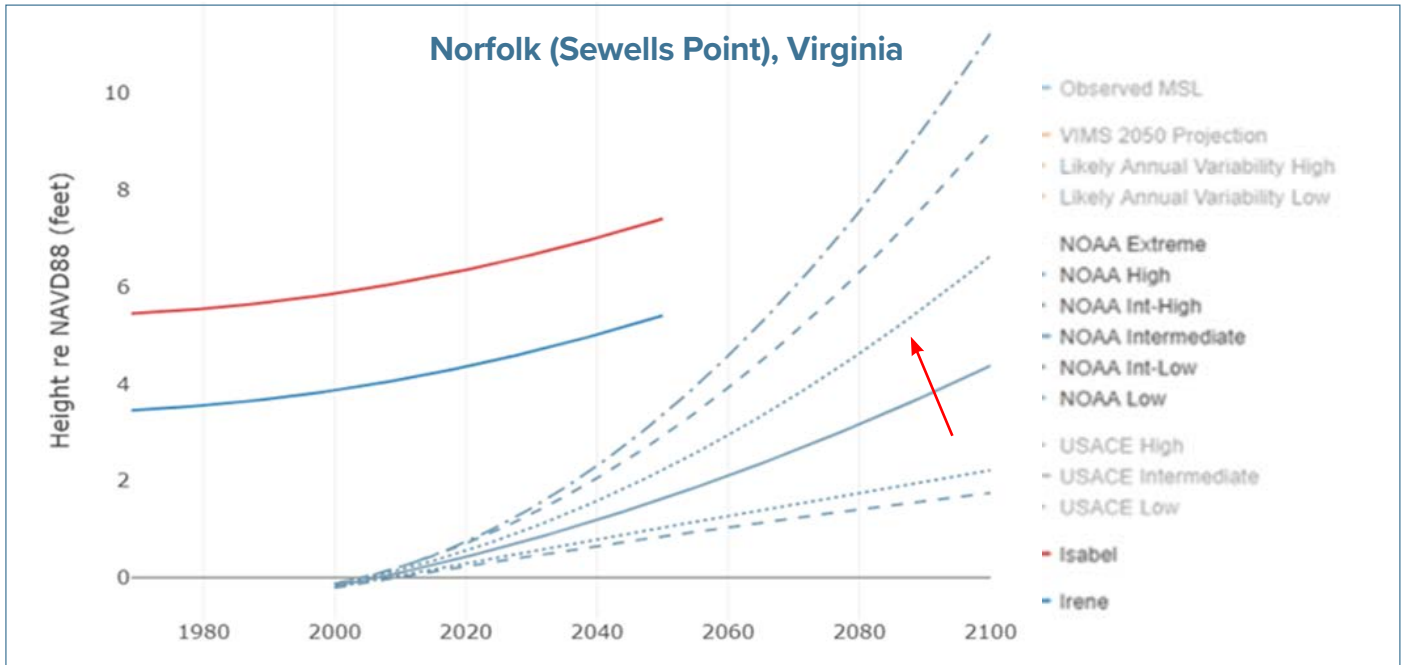 Norfolk (Sewells Point), Virginia
Height re NAVD88 (feet)
10
8
6
4
2
0
1980 2000 2020 2040 2060 2080 2100
Observed MSL
VIMS 2050 Projection
Likely Annual Variability High
Likely Annual Variability Low
NOAA Extreme
NOAA High
NOAA Int-High
NOAA Intermediate
NOAA Int-Low
NOAA Low
USACE High
USACE Intermediate
USACE Low
Isabel
Irene